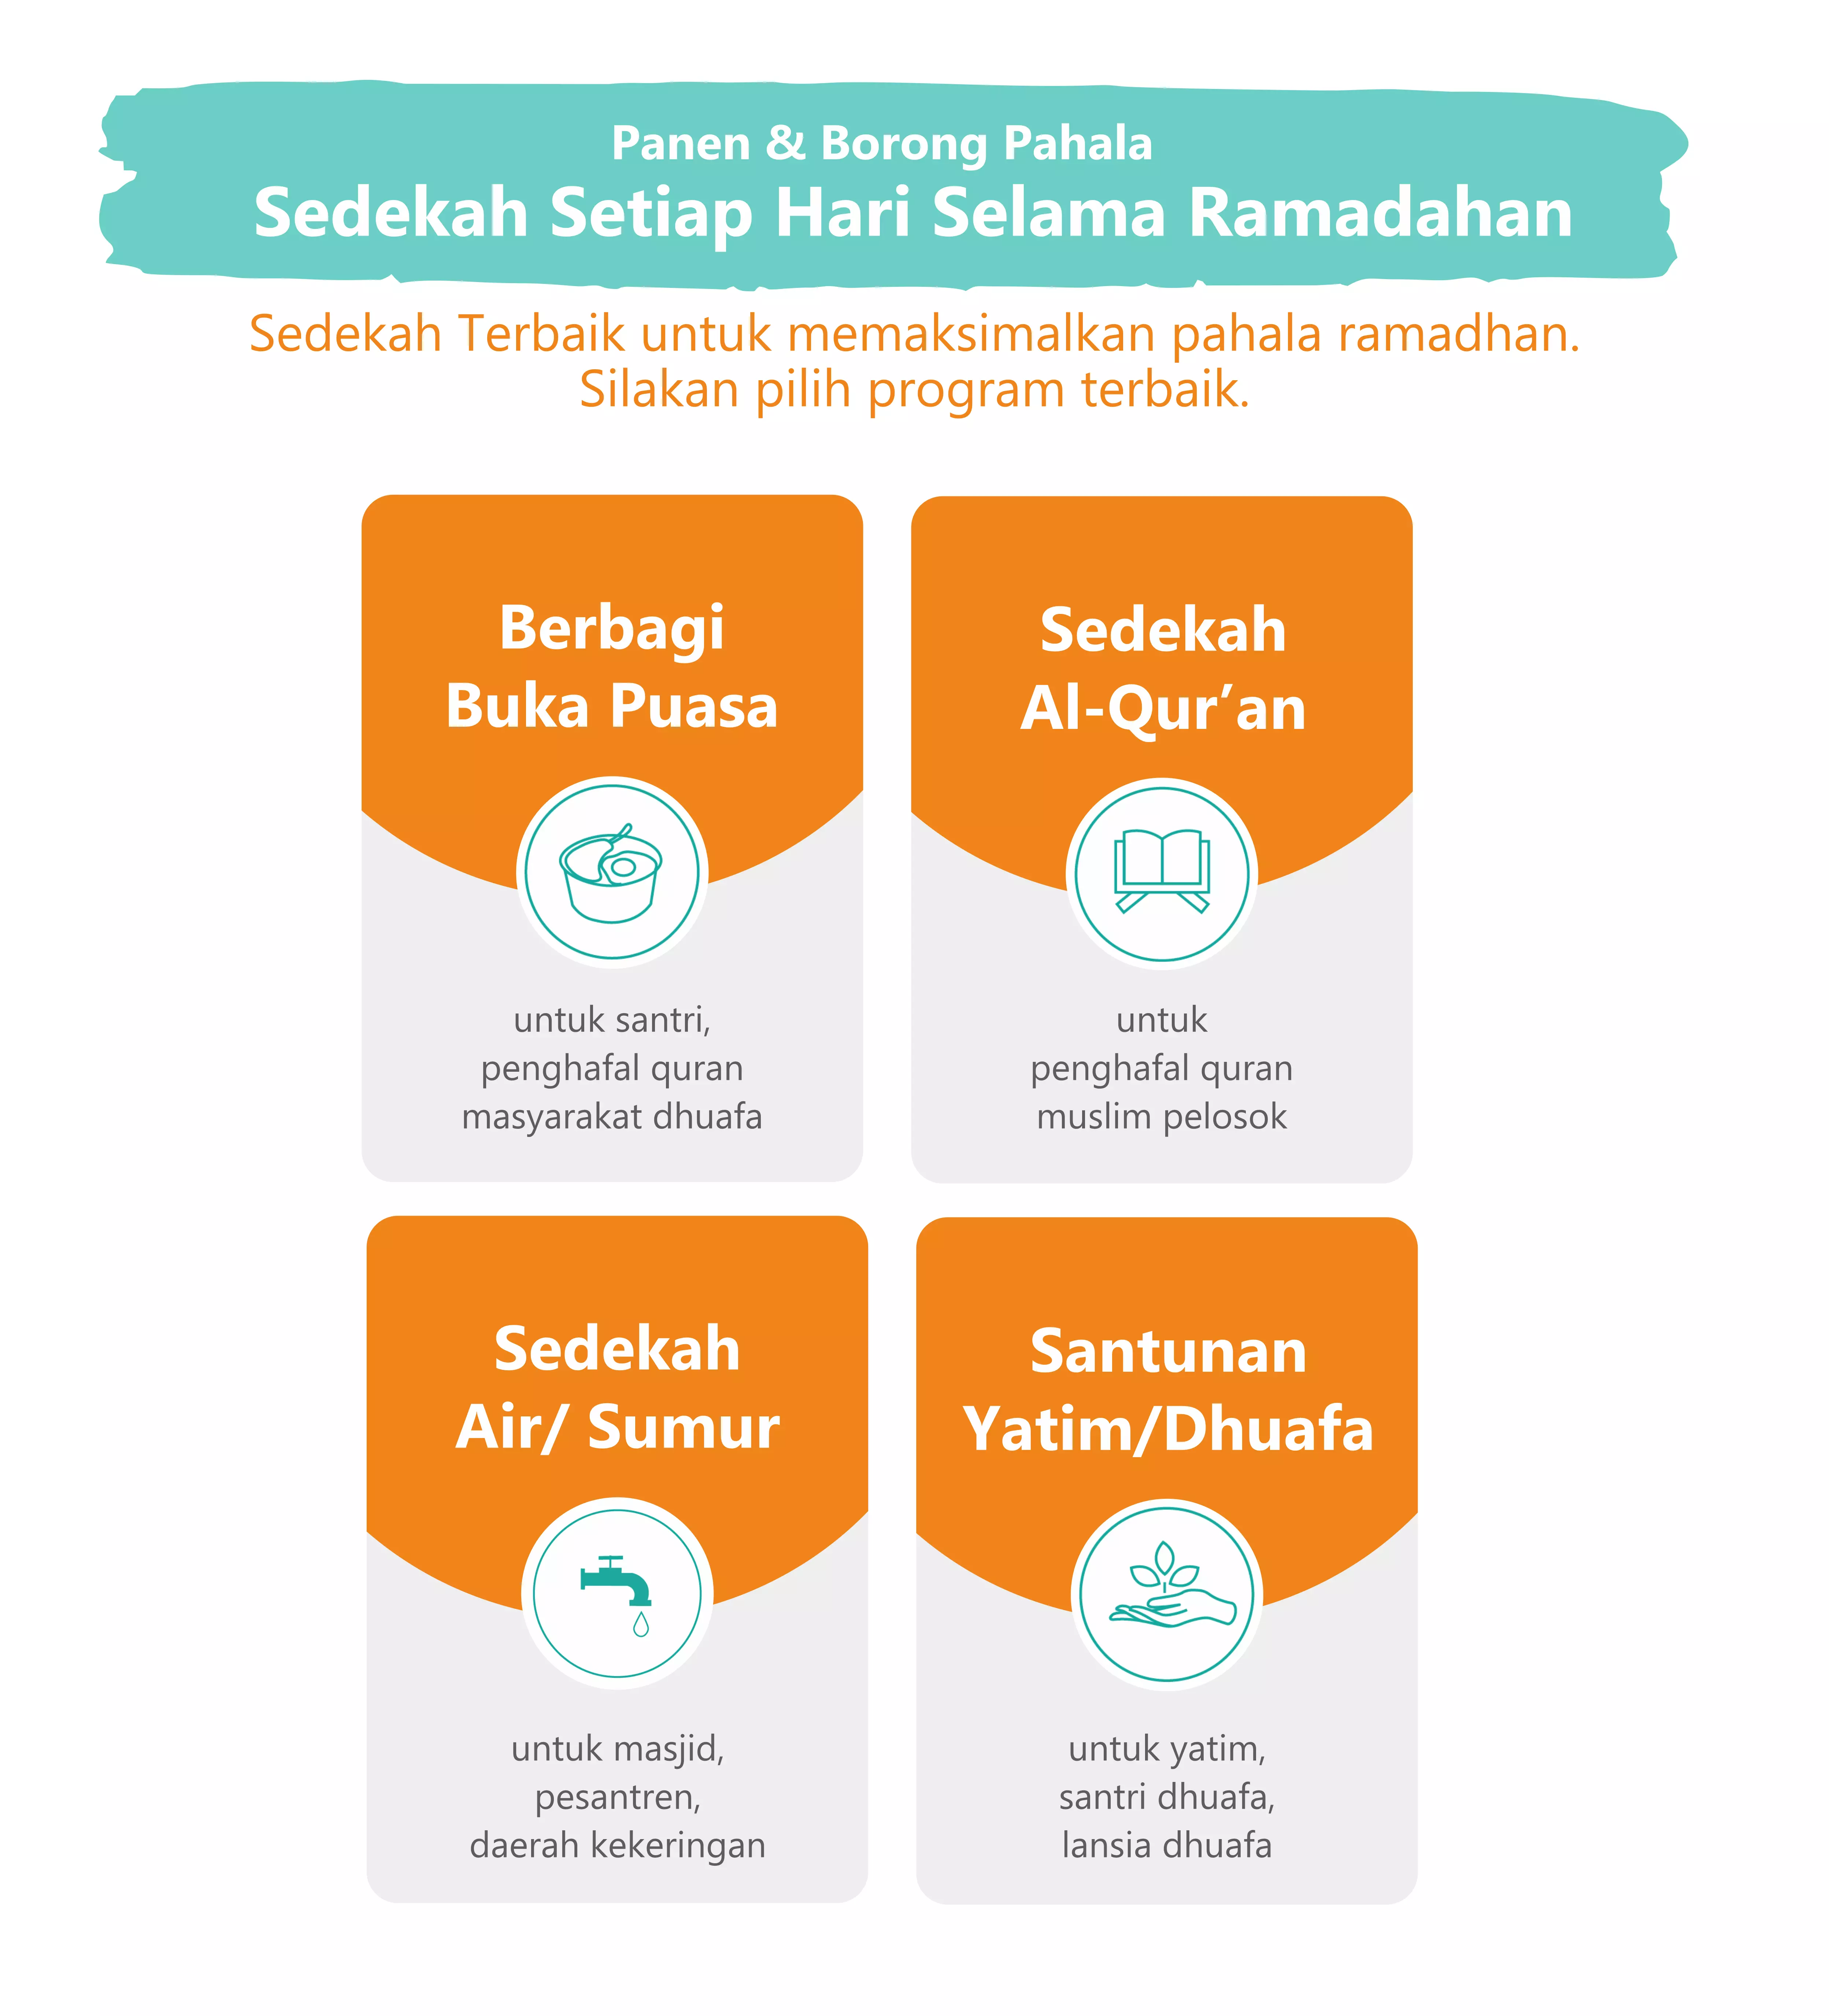 Panen & Borong Pahala
Sedekah Setiap Hari Selama Ramadahan
Sedekah Terbaik untuk memaksimalkan pahala ramadhan.
Silakan pilih program terbaik.
Berbagi
Buka Puasa
untuk santri,
penghafal quran
masyarakat dhuafa
Sedekah
Al-Qur’an
untuk
penghafal quran
muslim pelosok
Sedekah
Air/ Sumur
untuk masjid,
pesantren,
daerah kekeringan
Santunan
Yatim/Dhuafa
untuk yatim,
santri dhuafa,
lansia dhuafa